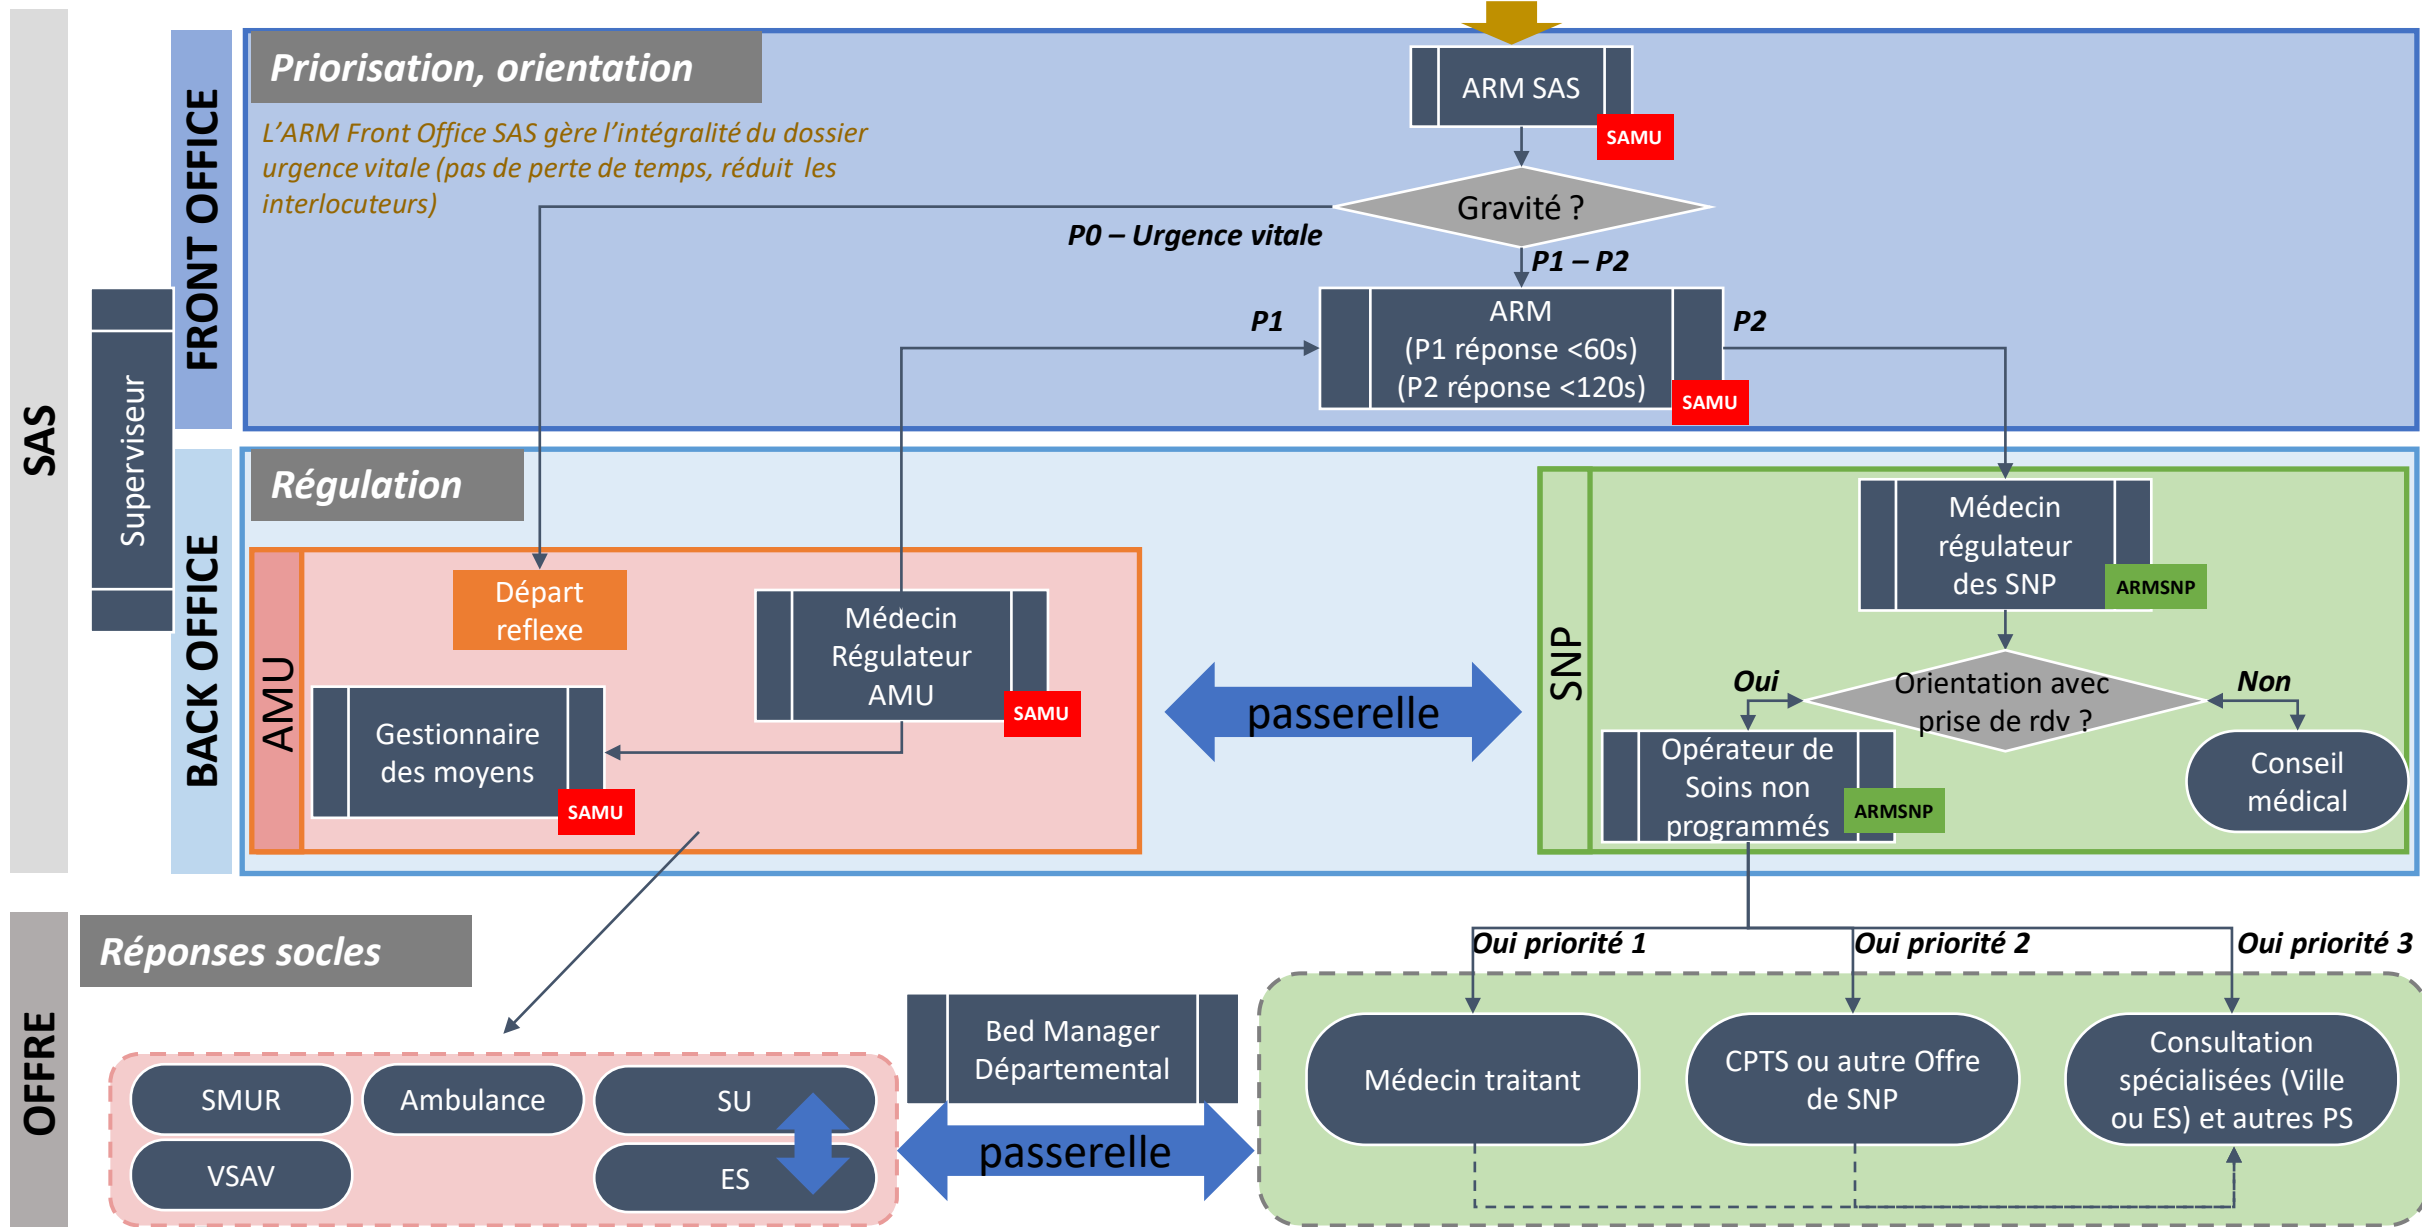 SAS
FRONT OFFICE
Superviseur
Priorisation, orientation
L'ARM Front Office SAS gère l'intégralité du dossier
urgence vitale (pas de perte de temps, réduit les
interlocuteurs)
ARM SAS
SAMU
Gravité ?
P0 – Urgence vitale
P1 – P2
P1
ARM
(P1 réponse <60s)
(P2 réponse <120s)
SAMU
P2
BACK OFFICE
Régulation
AMU
Départ
reflexe
Médecin
Régulateur
AMU
SAMU
Gestionnaire
des moyens
SAMU
passerelle
SNP
Médecin
régulateur
des SNP
ARMSNP
Orientation avec
prise de rdv ?
Oui
Non
Opérateur de
Soins non
programmés
ARMSNP
Conseil
médical
OFFRE
Réponses socles
Oui priorité 1
Oui priorité 2
Oui priorité 3
SMUR
Ambulance
SU
VSAV
ES
Bed Manager
Départemental
passerelle
Médecin traitant
CPTS ou autre Offre
de SNP
Consultation
spécialisées (Ville
ou ES) et autres PS